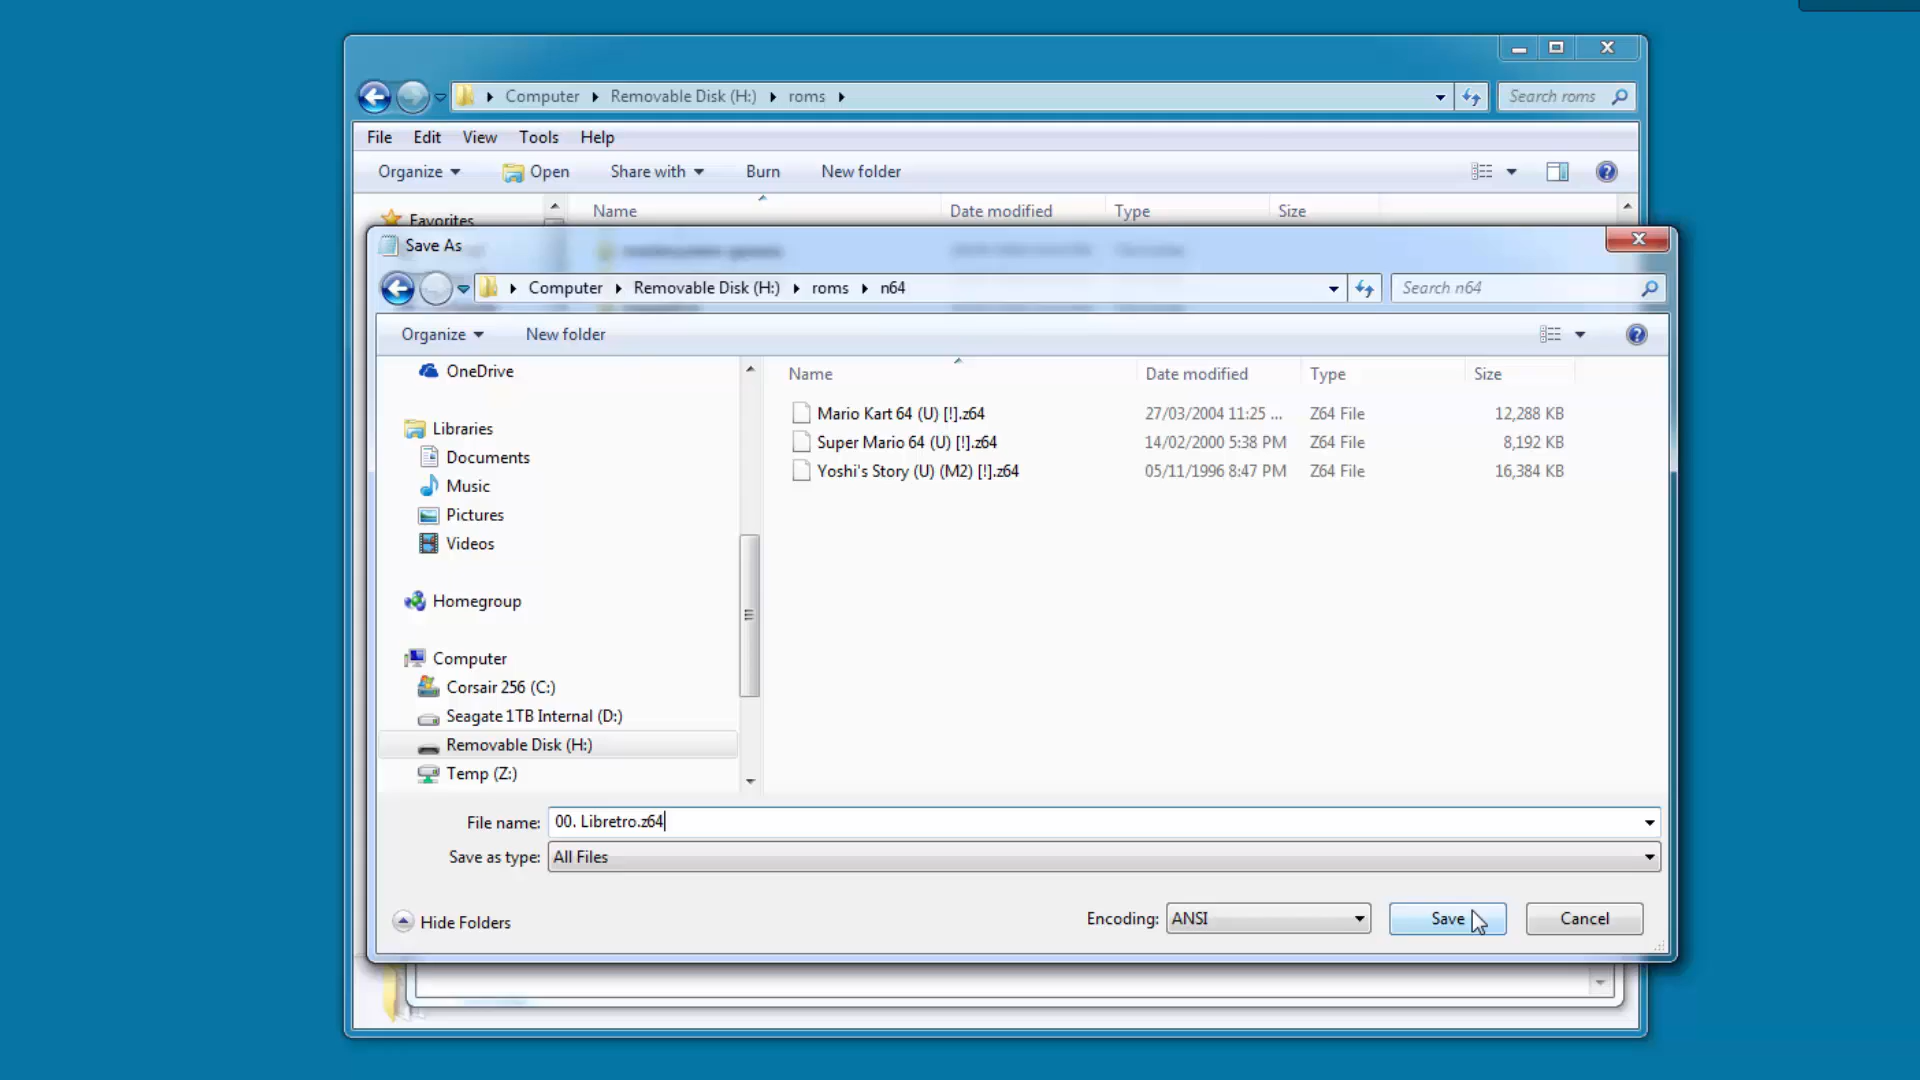 Computer Removable Disk (H:) roms
Search roms
File Edit View Tools Help
Organize Open Share with Burn New folder
Name Date modified Type Size
Favorites
Save As
Computer Removable Disk (H:) roms n64
Search n64
Organize New folder
OneDrive
Libraries
Documents
Music
Pictures
Videos
Homegroup
Computer
Corsair 256 (C:)
Seagate 1TB Internal (D:)
Removable Disk (H:)
Temp (Z:)
Name Date modified Type Size
Mario Kart 64 (U) [!].z64 27/03/2004 11:25 ... Z64 File 12,288 KB
Super Mario 64 (U) [!].z64 14/02/2000 5:38 PM Z64 File 8,192 KB
Yoshi's Story (U) (M2) [!].z64 05/11/1996 8:47 PM Z64 File 16,384 KB
File name: 00. Libretro.z64
Save as type: All Files
Hide Folders
Encoding: ANSI
Save
Cancel